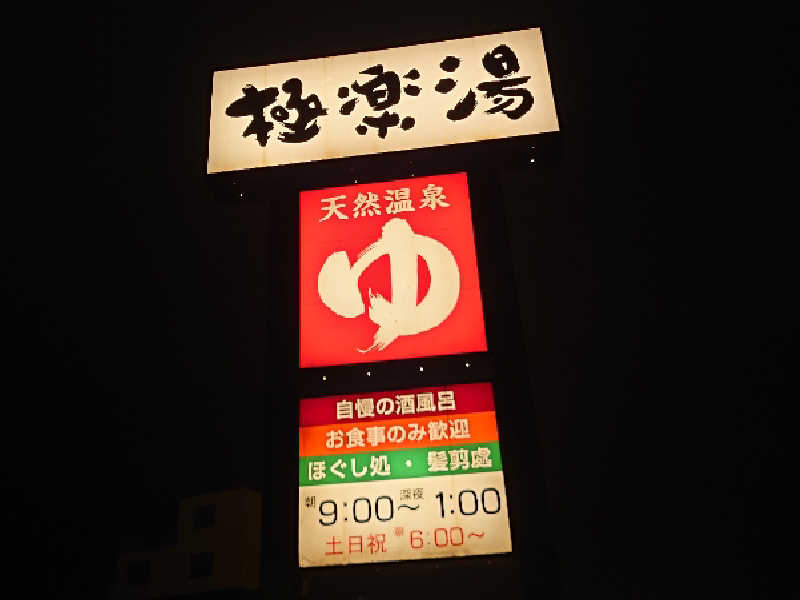 極楽湯
天然温泉
ゆ
自慢の酒風呂
お食事のみ歓迎
ほぐし処・髪剪處
朝9:00～深夜1:00
土日祝 朝6:00～